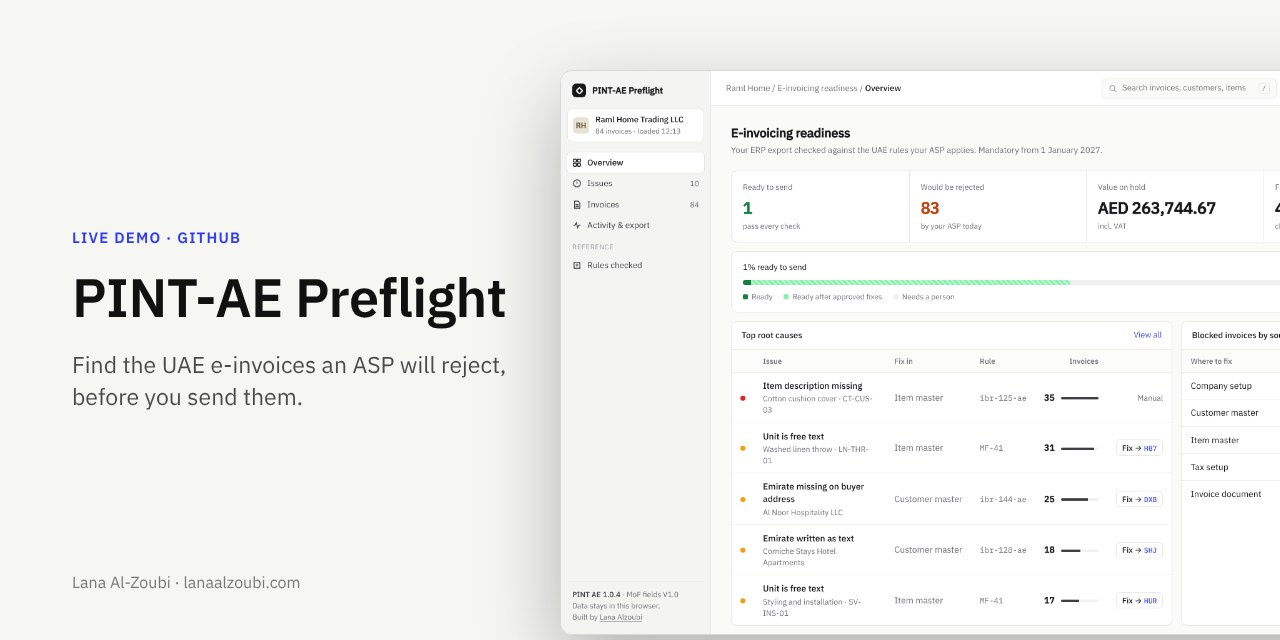 LIVE DEMO · GITHUB
PINT-AE Preflight
Find the UAE e-invoices an ASP will reject,
before you send them.
Lana Al-Zoubi · lanaalzoubi.com
PINT-AE Preflight
RH
Raml Home Trading LLC
84 invoices · loaded 12:13
Overview
Issues 10
Invoices 84
Activity & export
REFERENCE
Rules checked
PINT AE 1.0.4 · MoF fields V1.0
Data stays in this browser.
Built by Lana Alzoubi
Raml Home / E-invoicing readiness / Overview
Search invoices, customers, items /
E-invoicing readiness
Your ERP export checked against the UAE rules your ASP applies. Mandatory from 1 January 2027.
Ready to send
1
pass every check
Would be rejected
83
by your ASP today
Value on hold
AED 263,744.67
incl. VAT
1% ready to send
Ready Ready after approved fixes Needs a person
Top root causes View all
Issue Fix in Rule Invoices
Item description missing
Cotton cushion cover · CT-CUS-
03
Item master ibr-125-ae 35 Manual
Unit is free text
Washed linen throw · LN-THR-
01
Item master MF-41 31 Fix → H87
Emirate missing on buyer
address
Al Noor Hospitality LLC
Customer master ibr-144-ae 25 Fix → DXB
Emirate written as text
Corniche Stays Hotel
Apartments
Customer master ibr-128-ae 18 Fix → SHJ
Unit is free text
Styling and installation · SV-
INS-01
Item master MF-41 17 Fix → HUR
Blocked invoices by sou
Where to fix
Company setup
Customer master
Item master
Tax setup
Invoice document